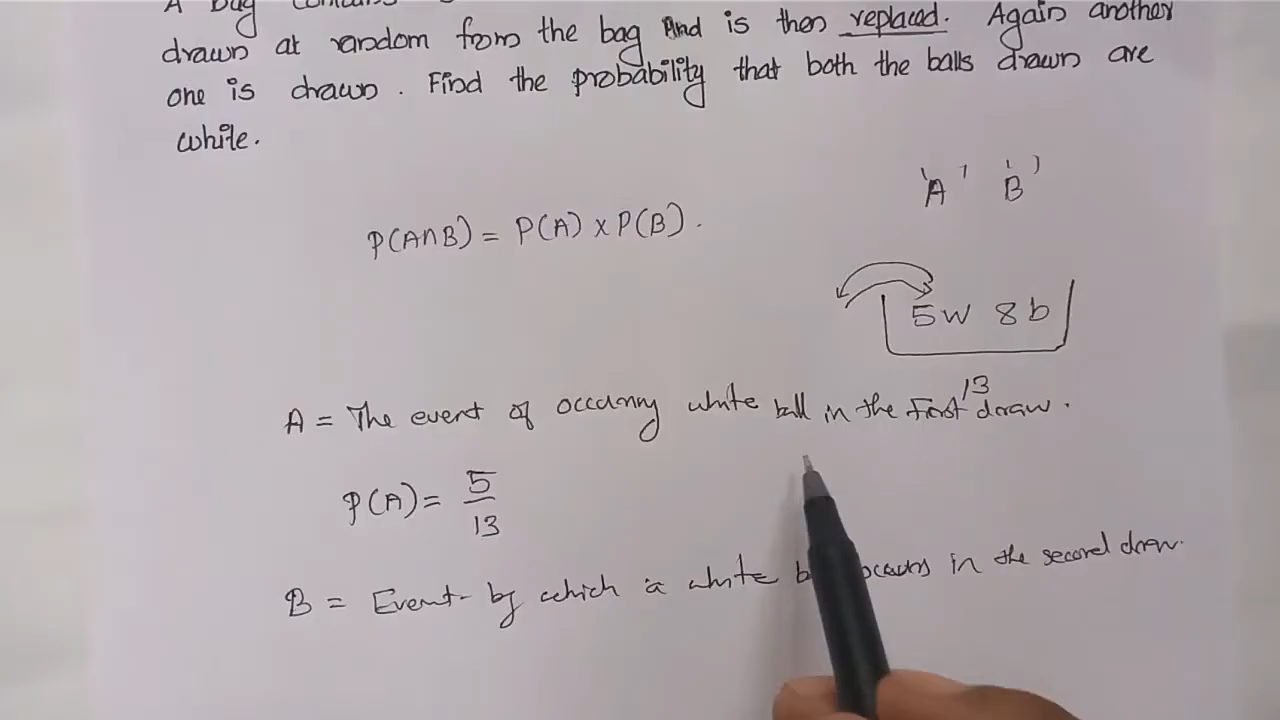 A bag contains
drawn at random from the bag And is then replaced. Again another
one is drawn. Find the probability that both the balls drawn are
white.
'A' 'B'
P(A∩B) = P(A) x P(B).
5W 8b
13
A = The event of occurring white ball in the First draw.
P(A) = 5/13
B = Event by which a white occurs in the second draw.